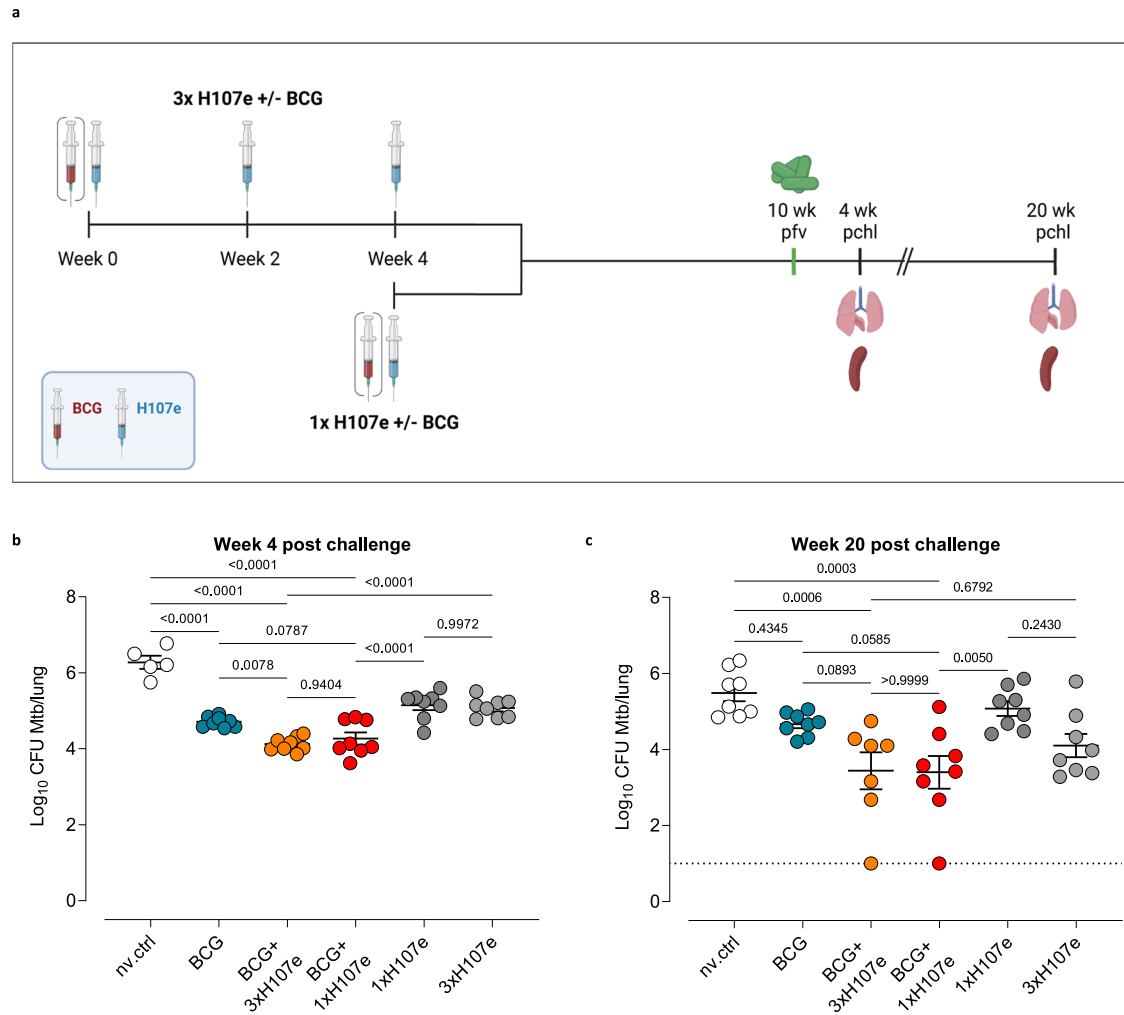 a
3x H107e +/- BCG
Week 0
Week 2
Week 4
10 wk
pfv
4 wk
pchl
20 wk
pchl
BCG
H107e
1x H107e +/- BCG
b
Week 4 post challenge
<0.0001
<0.0001
<0.0001
<0.0001
0.0787
0.9972
0.0078
<0.0001
0.9404
Log10 CFU Mtb/lung
8
6
4
2
0
nv.ctrl
BCG
BCG+
3xH107e
BCG+
1xH107e
1xH107e
3xH107e
c
Week 20 post challenge
0.0003
0.6792
0.0006
0.4345
0.2430
0.0585
0.0893
0.0050
>0.9999
Log10 CFU Mtb/lung
8
6
4
2
0
nv.ctrl
BCG
BCG+
3xH107e
BCG+
1xH107e
1xH107e
3xH107e